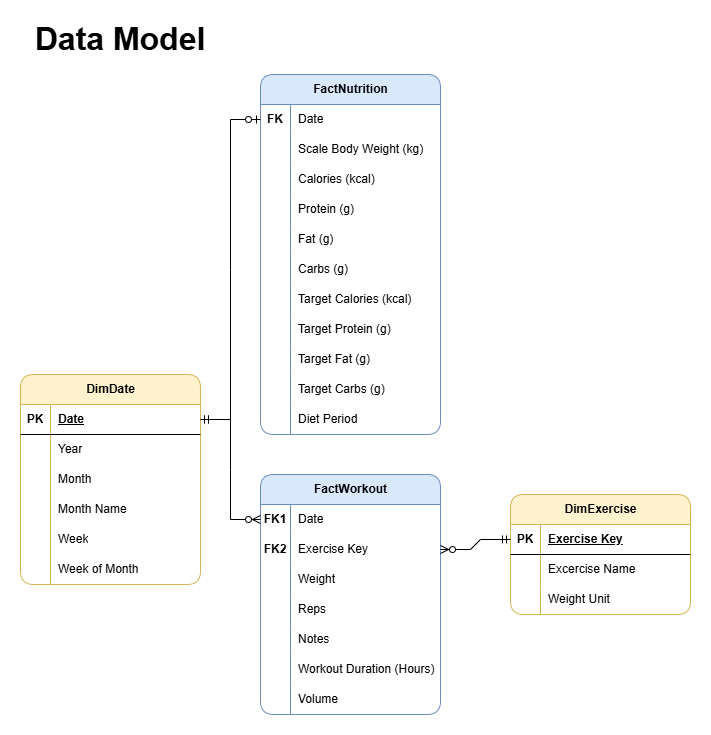 Data Model
FactNutrition
FK Date
Scale Body Weight (kg)
Calories (kcal)
Protein (g)
Fat (g)
Carbs (g)
Target Calories (kcal)
Target Protein (g)
Target Fat (g)
Target Carbs (g)
Diet Period
DimDate
PK Date
Year
Month
Month Name
Week
Week of Month
FactWorkout
FK1 Date
FK2 Exercise Key
Weight
Reps
Notes
Workout Duration (Hours)
Volume
DimExercise
PK Exercise Key
Excercise Name
Weight Unit